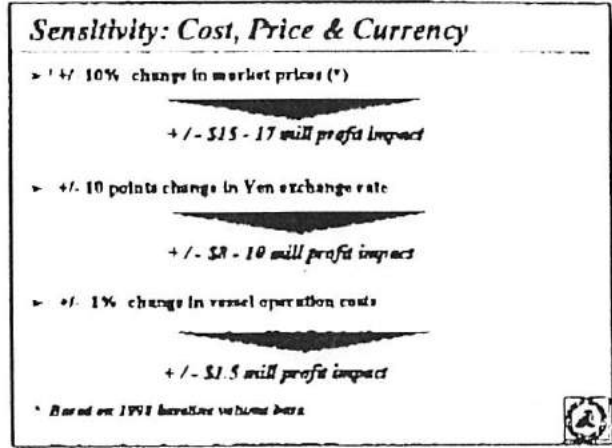 Sensitivity: Cost, Price & Currency
➢ +/- 10% change in market prices (*)
+ / - $15 - 17 mill profit impact
➢ +/- 10 points change in Yen exchange rate
+ / - $8 - 10 mill profit impact
➢ +/- 1% change in vessel operation costs
+ / - $1.5 mill profit impact
* Based on 1998 baseline volume base